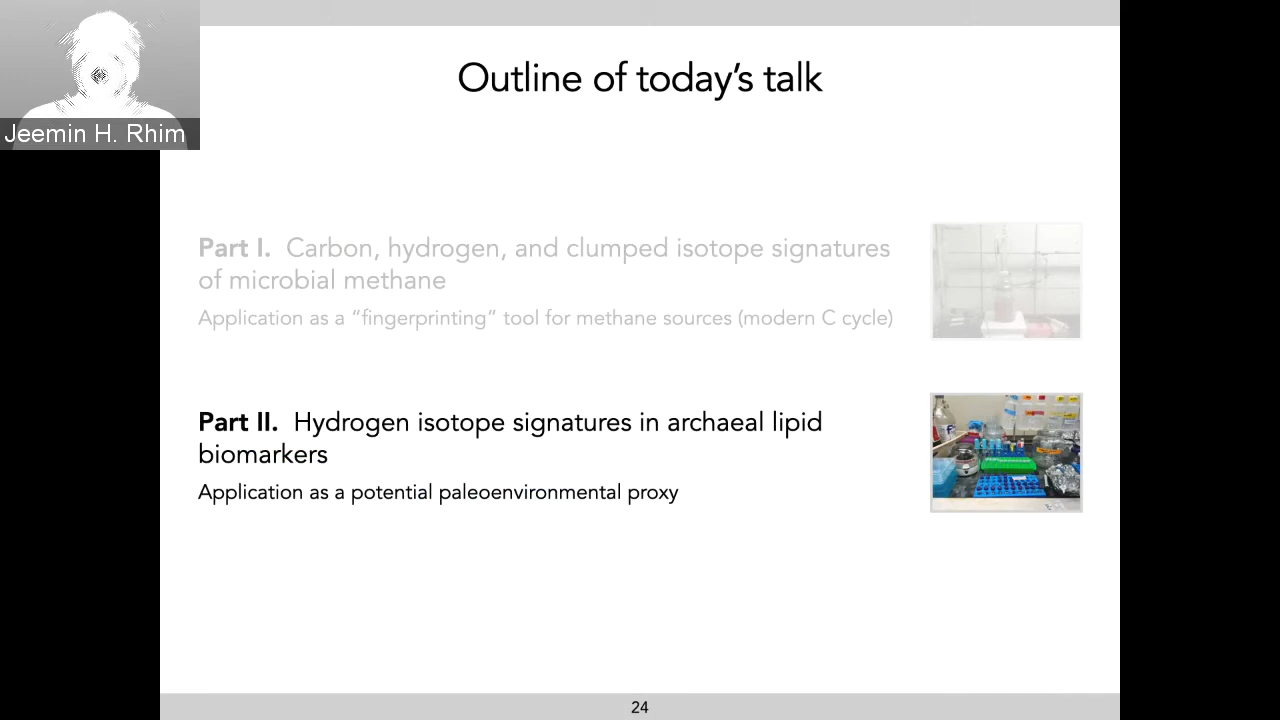 Jeemin H. Rhim
Outline of today's talk
Part I. Carbon, hydrogen, and clumped isotope signatures
of microbial methane
Application as a “fingerprinting” tool for methane sources (modern C cycle)
Part II. Hydrogen isotope signatures in archaeal lipid
biomarkers
Application as a potential paleoenvironmental proxy
24